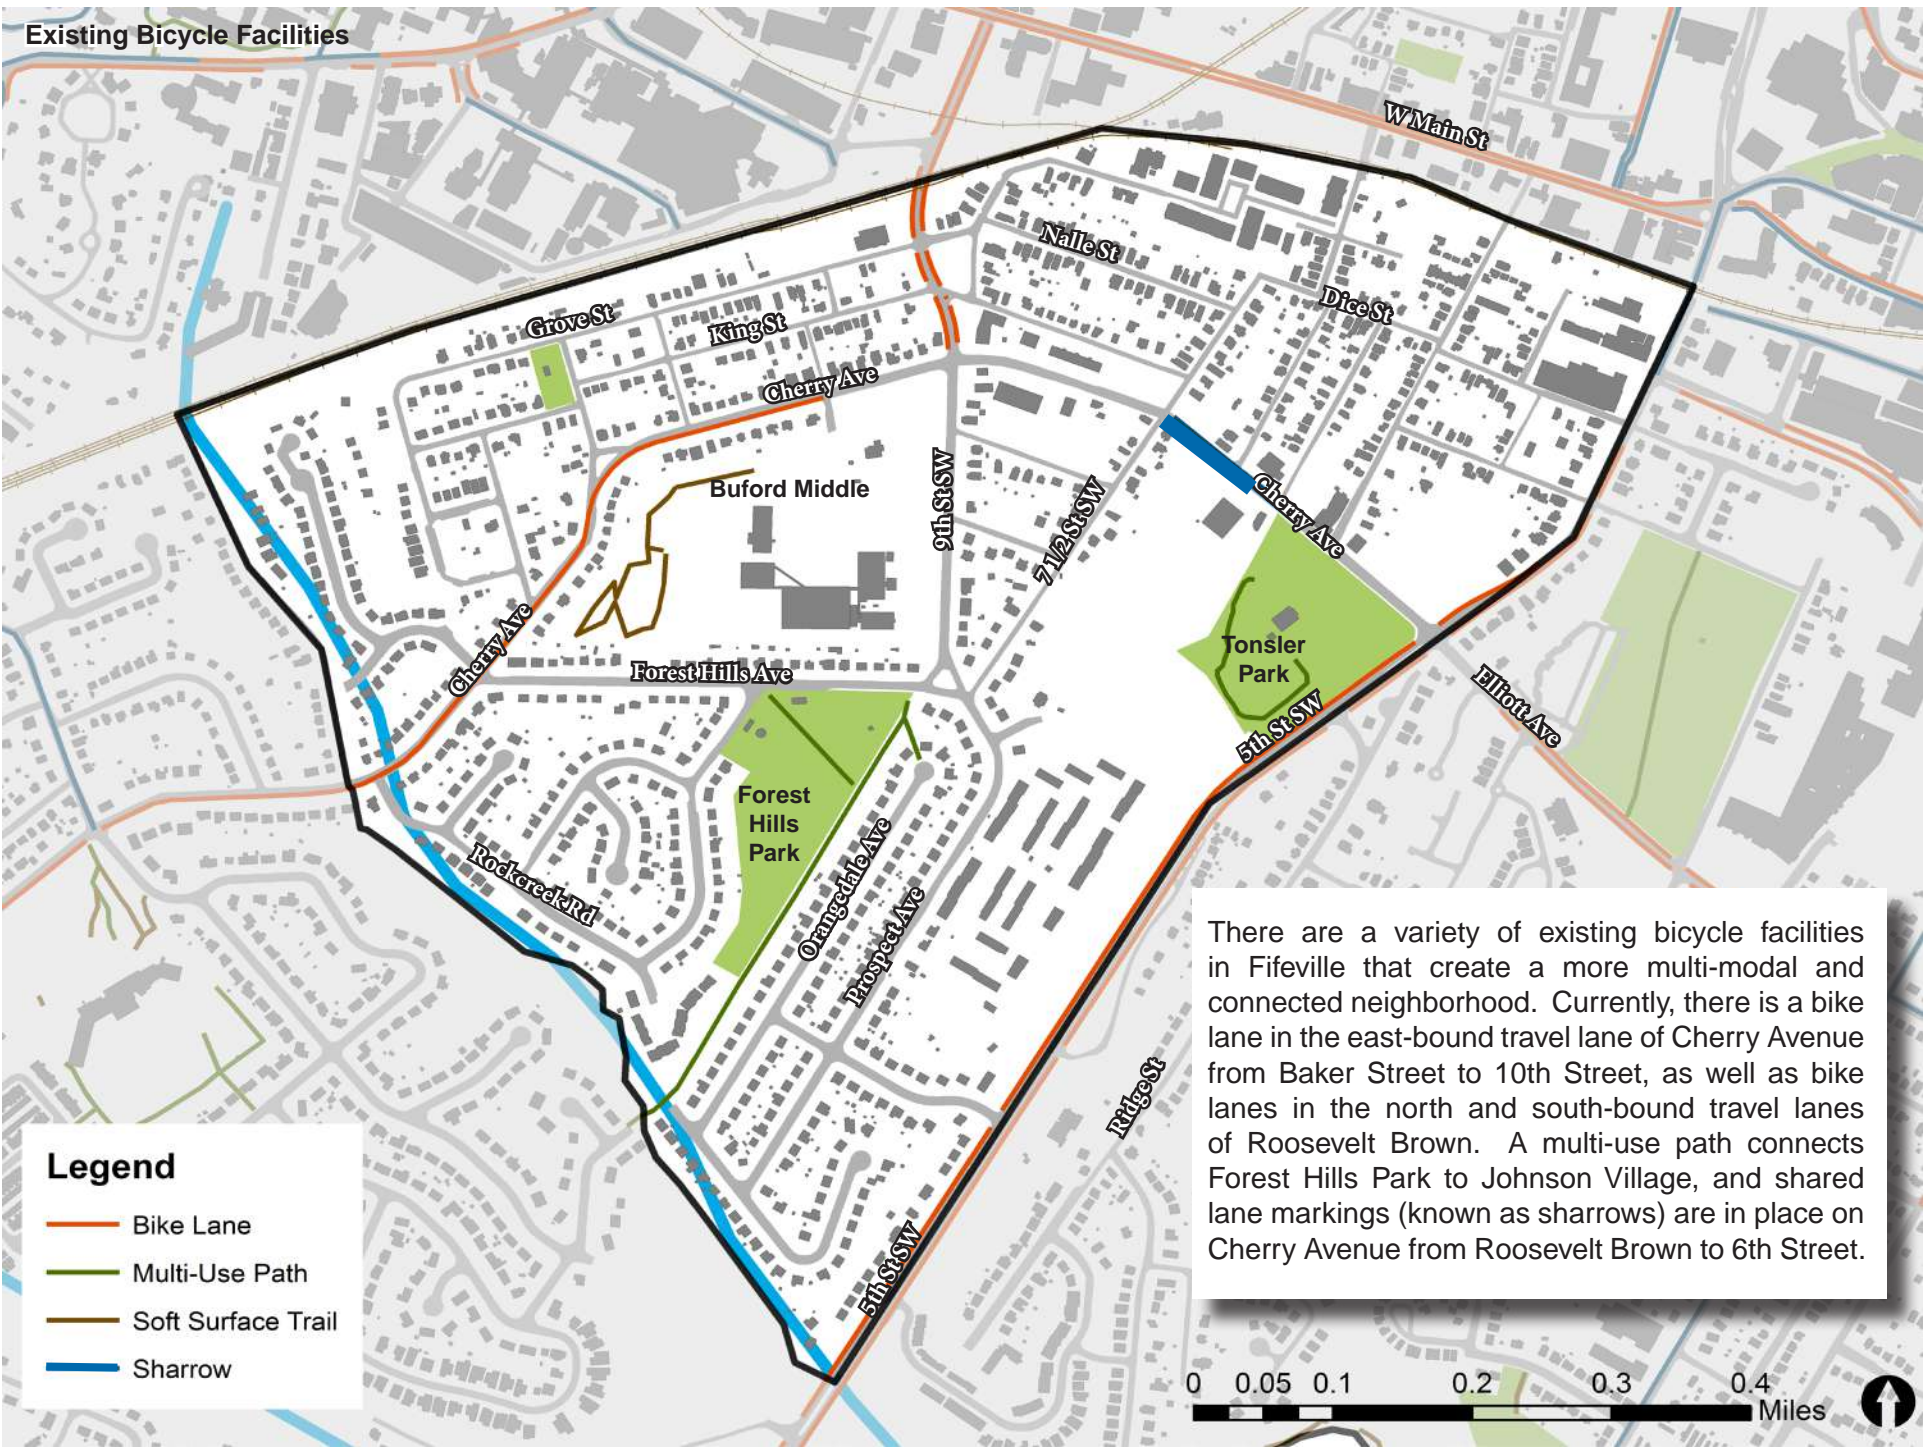 Existing Bicycle Facilities
W Main St
Nalle St
Dice St
Grove St
King St
Cherry Ave
Buford Middle
9th St SW
7 1/2 St SW
Cherry Ave
Cherry Ave
Forest Hills Ave
Tonsler
Park
5th St SW
Elliott Ave
Forest
Hills
Park
Rockcreek Rd
Orangedale Ave
Prospect Ave
Ridge St
5th St SW
There are a variety of existing bicycle facilities
in Fifeville that create a more multi-modal and
connected neighborhood. Currently, there is a bike
lane in the east-bound travel lane of Cherry Avenue
from Baker Street to 10th Street, as well as bike
lanes in the north and south-bound travel lanes
of Roosevelt Brown. A multi-use path connects
Forest Hills Park to Johnson Village, and shared
lane markings (known as sharrows) are in place on
Cherry Avenue from Roosevelt Brown to 6th Street.
Legend
Bike Lane
Multi-Use Path
Soft Surface Trail
Sharrow
0 0.05 0.1 0.2 0.3 0.4
Miles